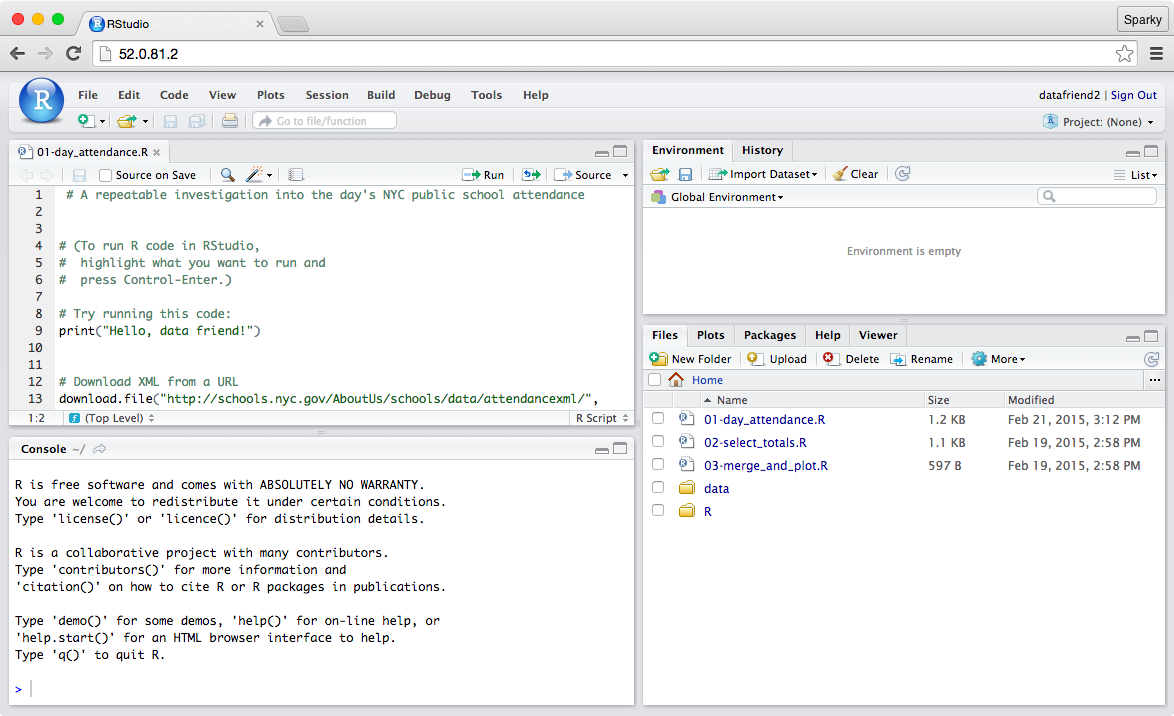 RStudio
Sparky
52.0.81.2
R
File Edit Code View Plots Session Build Debug Tools Help
datafriend2 | Sign Out
Go to file/function
Project: (None)
01-day_attendance.R
Source on Save
Run
Source
1 # A repeatable investigation into the day's NYC public school attendance
2
3
4 # (To run R code in RStudio,
5 #  highlight what you want to run and
6 #  press Control-Enter.)
7
8 # Try running this code:
9 print("Hello, data friend!")
10
11
12 # Download XML from a URL
13 download.file("http://schools.nyc.gov/AboutUs/schools/data/attendancexml/",
1:2 (Top Level) R Script
Console ~/
R is free software and comes with ABSOLUTELY NO WARRANTY.
You are welcome to redistribute it under certain conditions.
Type 'license()' or 'licence()' for distribution details.
R is a collaborative project with many contributors.
Type 'contributors()' for more information and
'citation()' on how to cite R or R packages in publications.
Type 'demo()' for some demos, 'help()' for on-line help, or
'help.start()' for an HTML browser interface to help.
Type 'q()' to quit R.
>
Environment History
Import Dataset Clear List
Global Environment
Environment is empty
Files Plots Packages Help Viewer
New Folder Upload Delete Rename More
Home ...
Name Size Modified
01-day_attendance.R 1.2 KB Feb 21, 2015, 3:12 PM
02-select_totals.R 1.1 KB Feb 19, 2015, 2:58 PM
03-merge_and_plot.R 597 B Feb 19, 2015, 2:58 PM
data
R